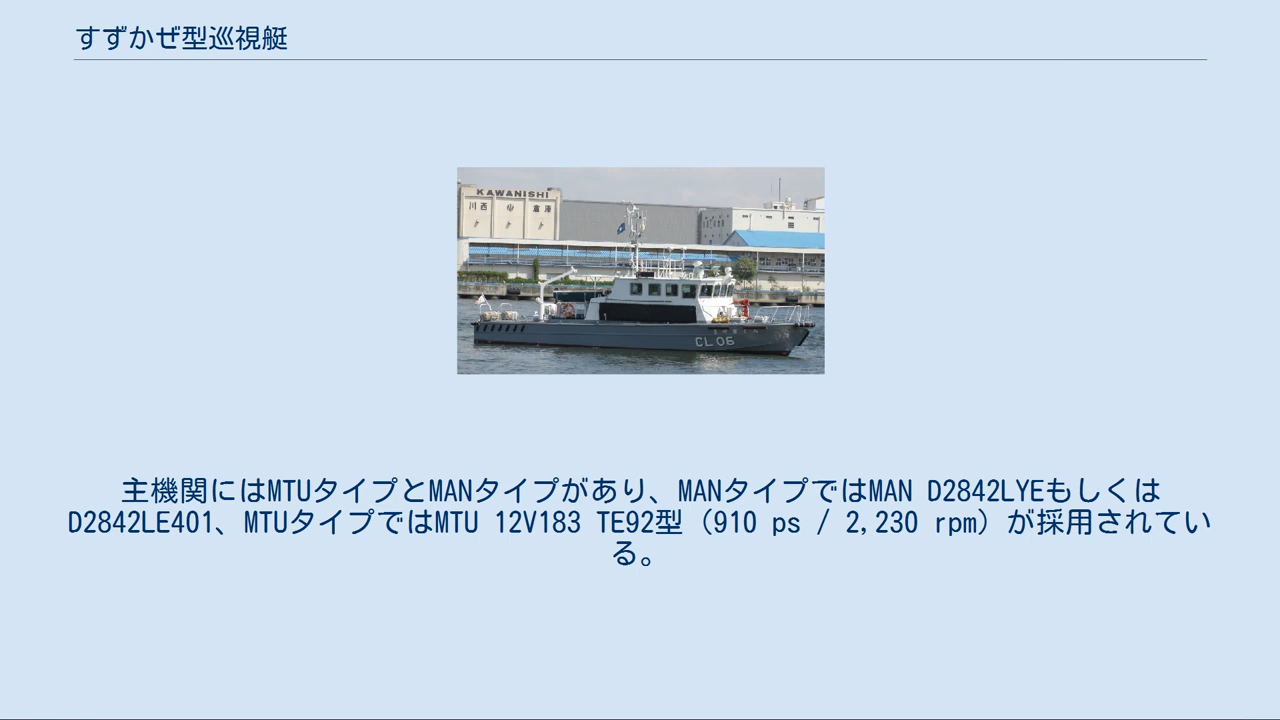 すずかぜ型巡視艇
KAWANISHI
川西 倉庫
CL 06
主機関にはMTUタイプとMANタイプがあり、MANタイプではMAN D2842LYEもしくは
D2842LE401、MTUタイプではMTU 12V183 TE92型（910 ps / 2,230 rpm）が採用されてい
る。